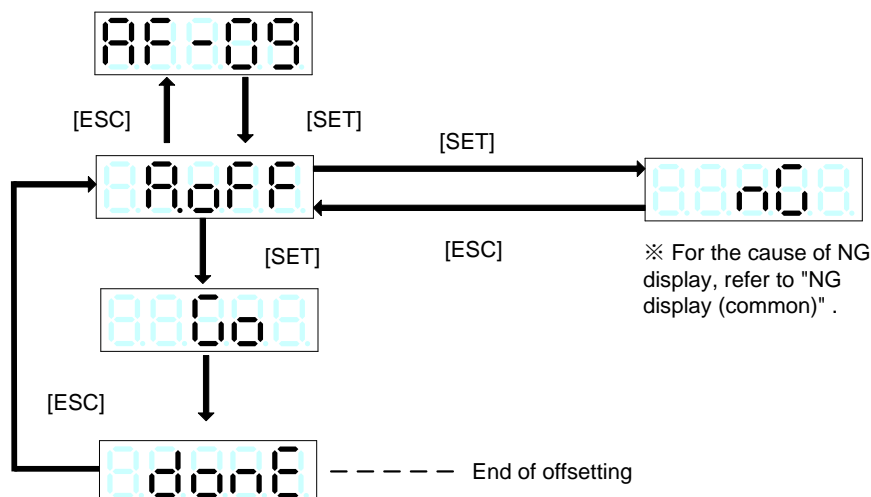 AF-09
[ESC]
[SET]
[SET]
A.oFF
nG
[ESC]
[SET]
※ For the cause of NG
display, refer to "NG
display (common)" .
Go
[ESC]
donE
End of offsetting